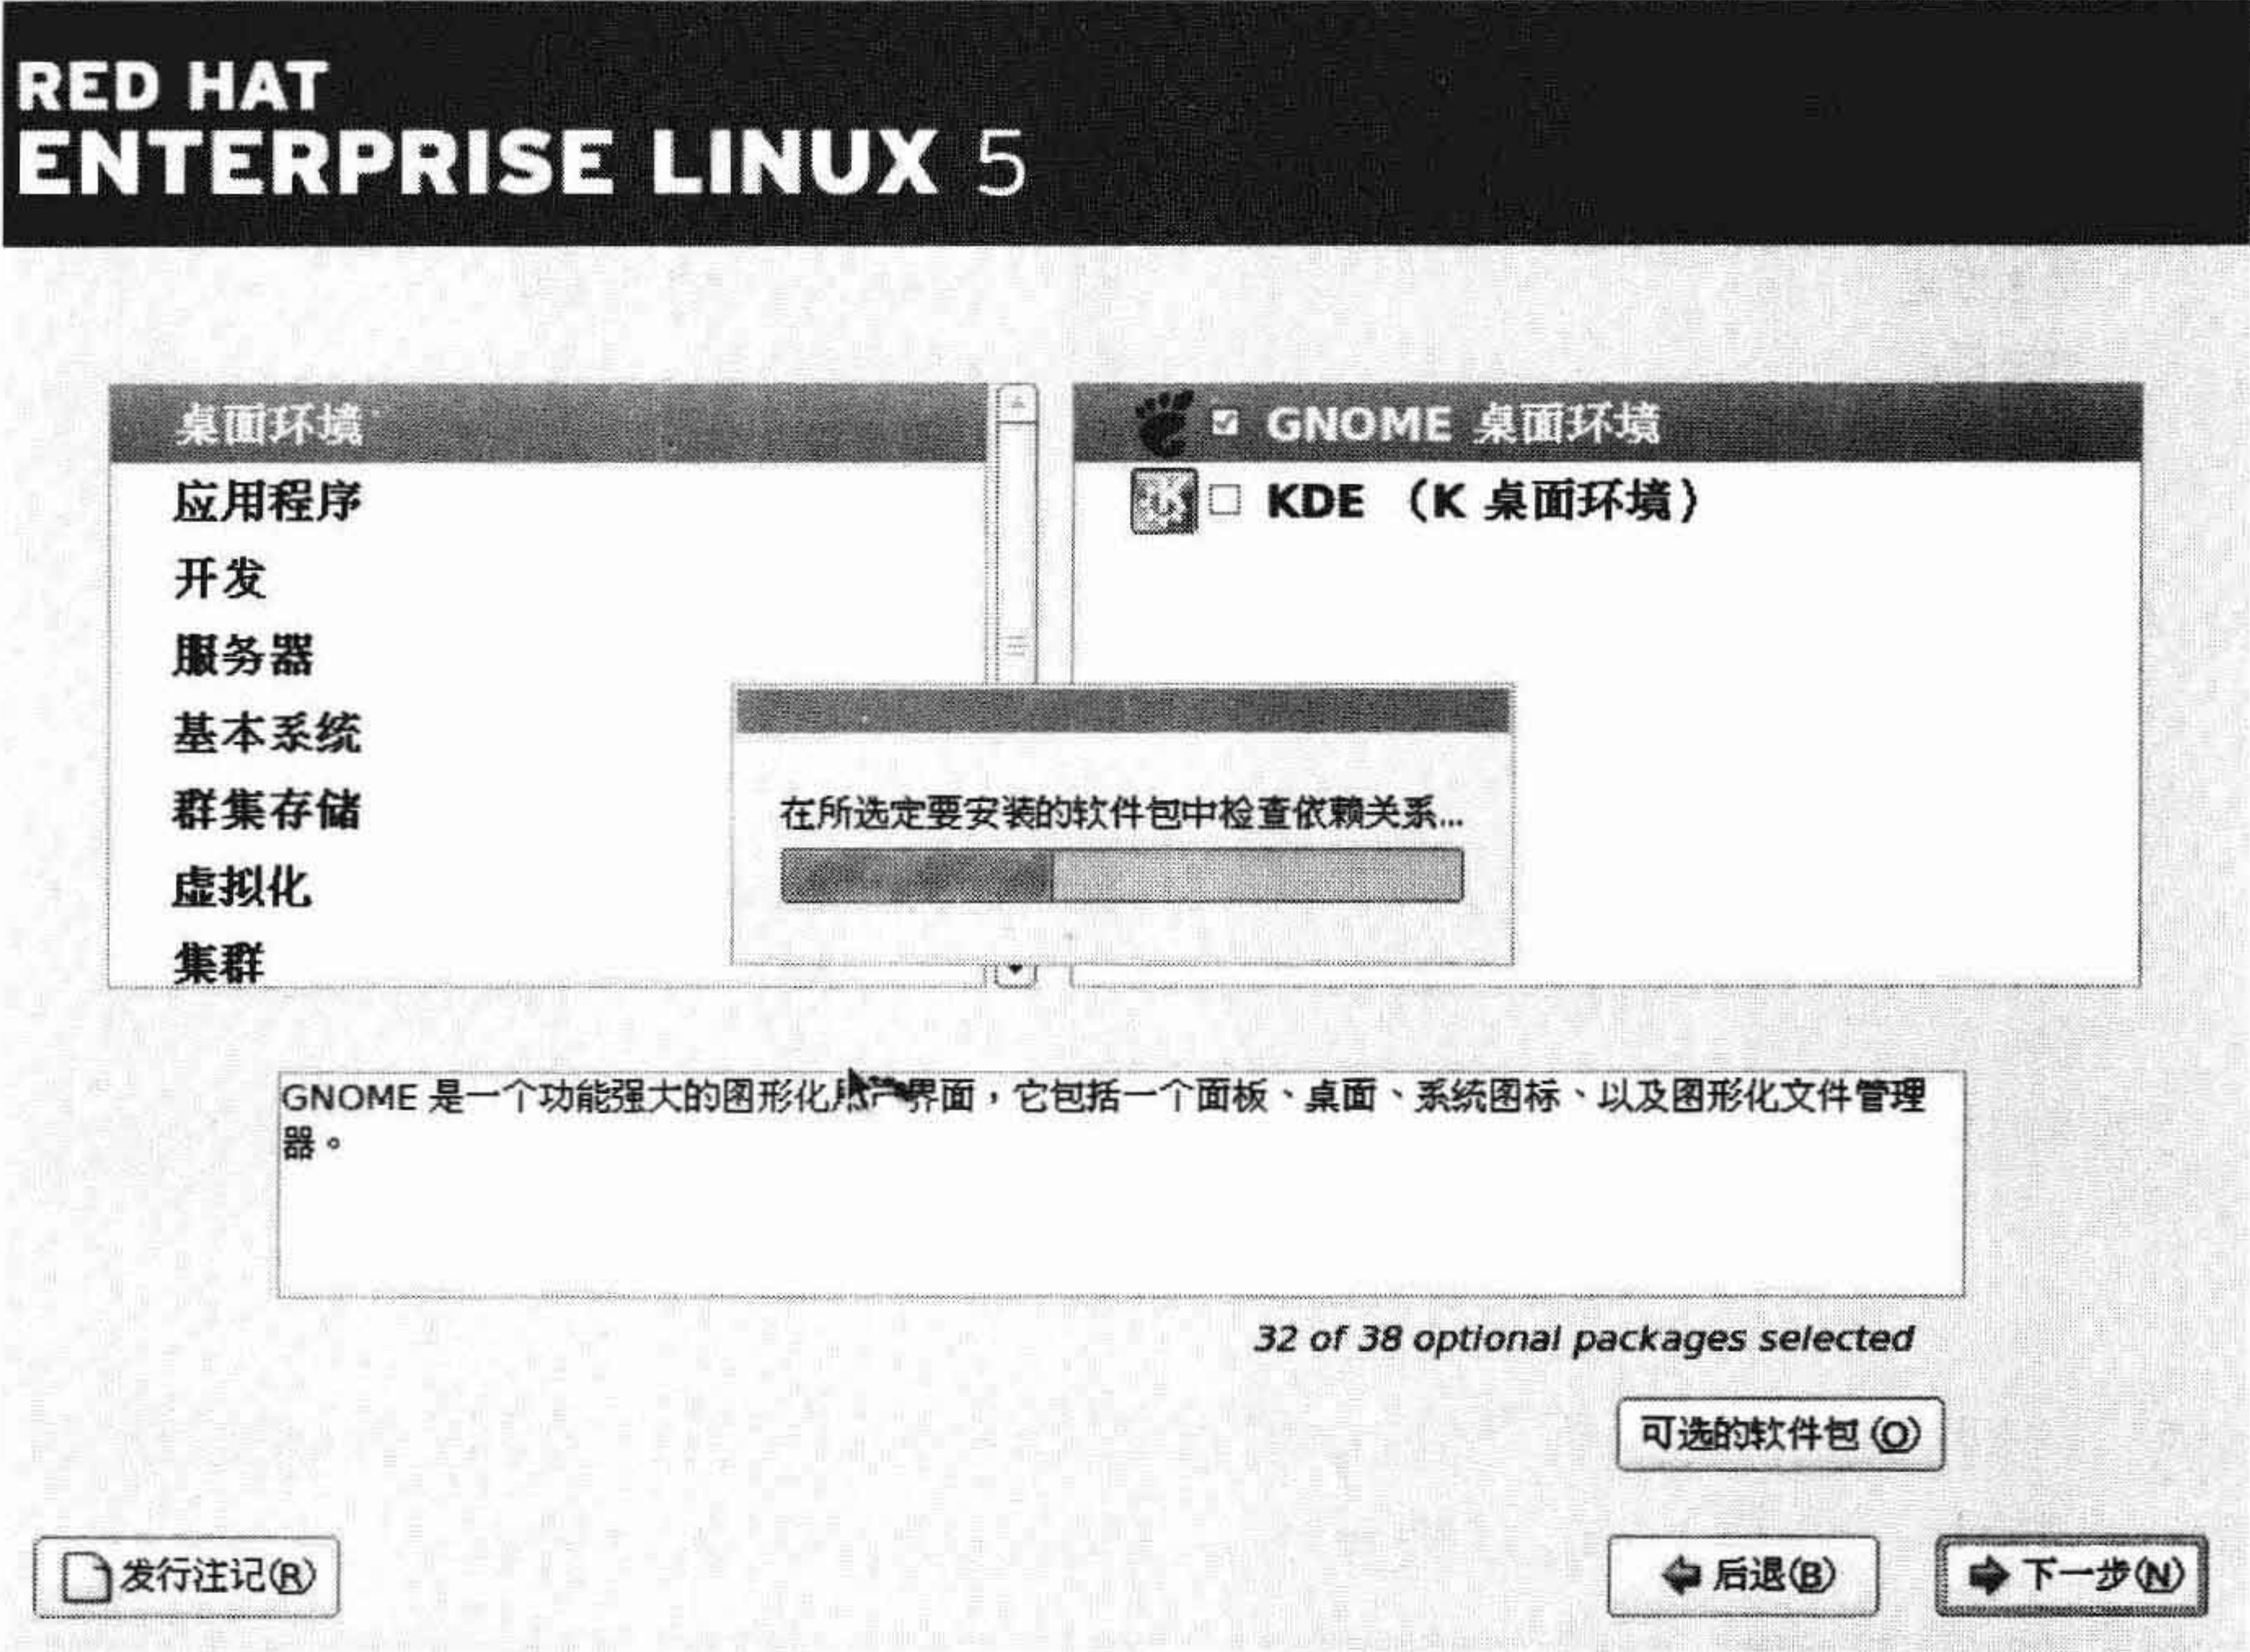 RED HAT
ENTERPRISE LINUX 5
桌面环境
应用程序
开发
服务器
基本系统
群集存储
虚拟化
集群
GNOME 桌面环境
KDE （K 桌面环境）
在所选定要安装的软件包中检查依赖关系...
GNOME 是一个功能强大的图形化 界面，它包括一个面板、桌面、系统图标、以及图形化文件管理
器。
32 of 38 optional packages selected
可选的软件包 (O)
发行注记(R)
后退(B)
下一步(N)